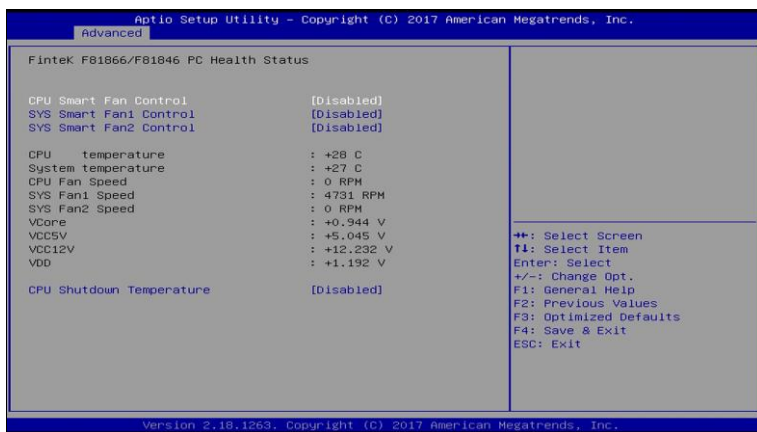 Aptio Setup Utility – Copyright (C) 2017 American Megatrends, Inc.
Advanced
FinteK F81866/F81846 PC Health Status
CPU Smart Fan Control [Disabled]
SYS Smart Fan1 Control [Disabled]
SYS Smart Fan2 Control [Disabled]
CPU temperature : +28 C
System temperature : +27 C
CPU Fan Speed : 0 RPM
SYS Fan1 Speed : 4731 RPM
SYS Fan2 Speed : 0 RPM
VCore : +0.944 V
VCC5V : +5.045 V
VCC12V : +12.232 V
VDD : +1.192 V
CPU Shutdown Temperature [Disabled]
→←: Select Screen
↑↓: Select Item
Enter: Select
+/-: Change Opt.
F1: General Help
F2: Previous Values
F3: Optimized Defaults
F4: Save & Exit
ESC: Exit
Version 2.18.1263. Copyright (C) 2017 American Megatrends, Inc.